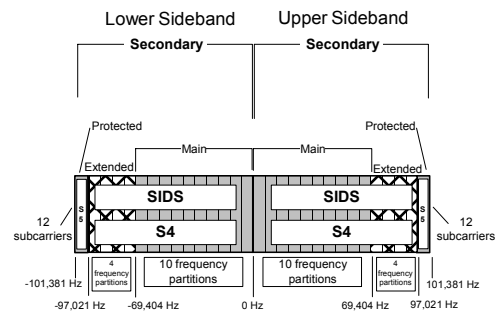 Lower Sideband Upper Sideband
Secondary Secondary
Protected Protected
Main Main
Extended Extended
S5 SIDS SIDS S5
12 subcarriers S4 S4 12 subcarriers
4 frequency partitions 10 frequency partitions 10 frequency partitions 4 frequency partitions
-101,381 Hz 101,381 Hz
-97,021 Hz -69,404 Hz 0 Hz 69,404 Hz 97,021 Hz